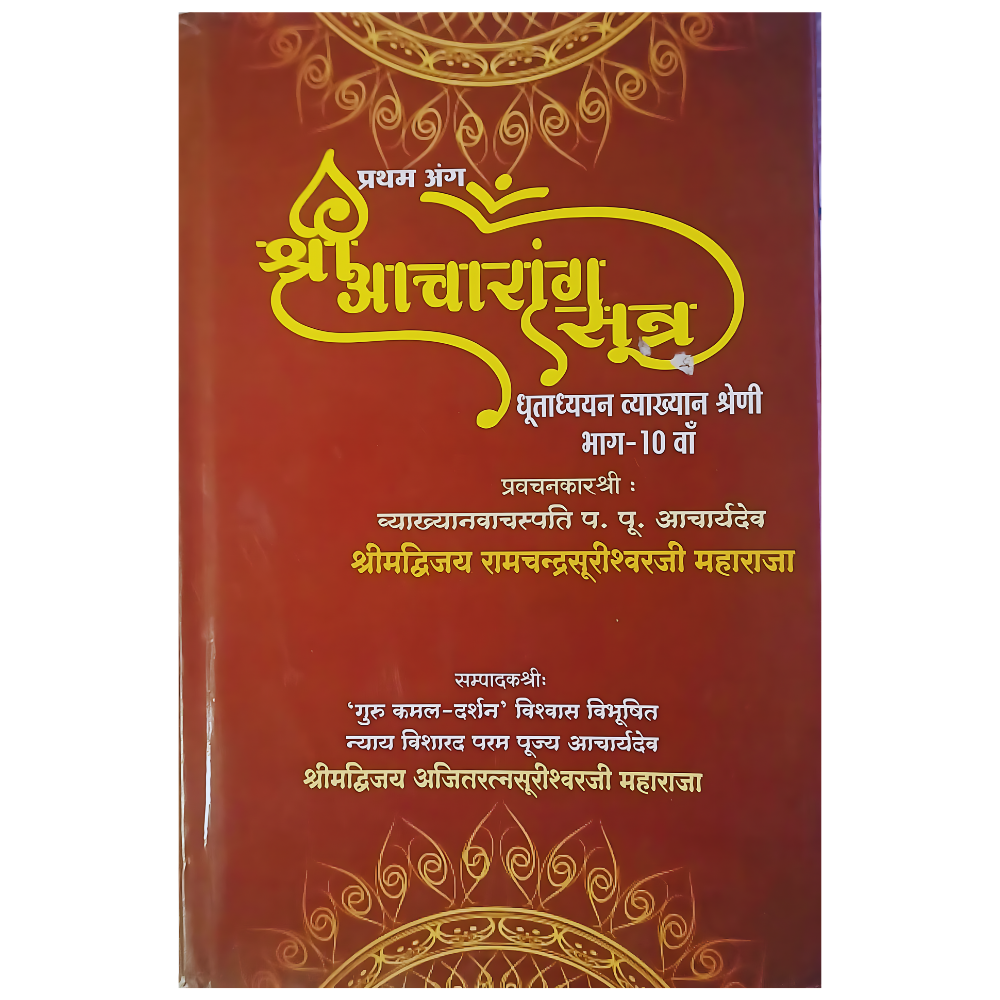 प्रथम अंग
श्री आचारांग
सूत्र
धूताध्ययन व्याख्यान श्रेणी
भाग-10 वाँ
प्रवचनकारश्री :
व्याख्यानवाचस्पति प. पू. आचार्यदेव
श्रीमद्विजय रामचन्द्रसूरीश्वरजी महाराजा
सम्पादकश्रीः
‘गुरु कमल-दर्शन’ विश्वास विभूषित
न्याय विशारद परम पूज्य आचार्यदेव
श्रीमद्विजय अजितरत्नसूरीश्वरजी महाराजा